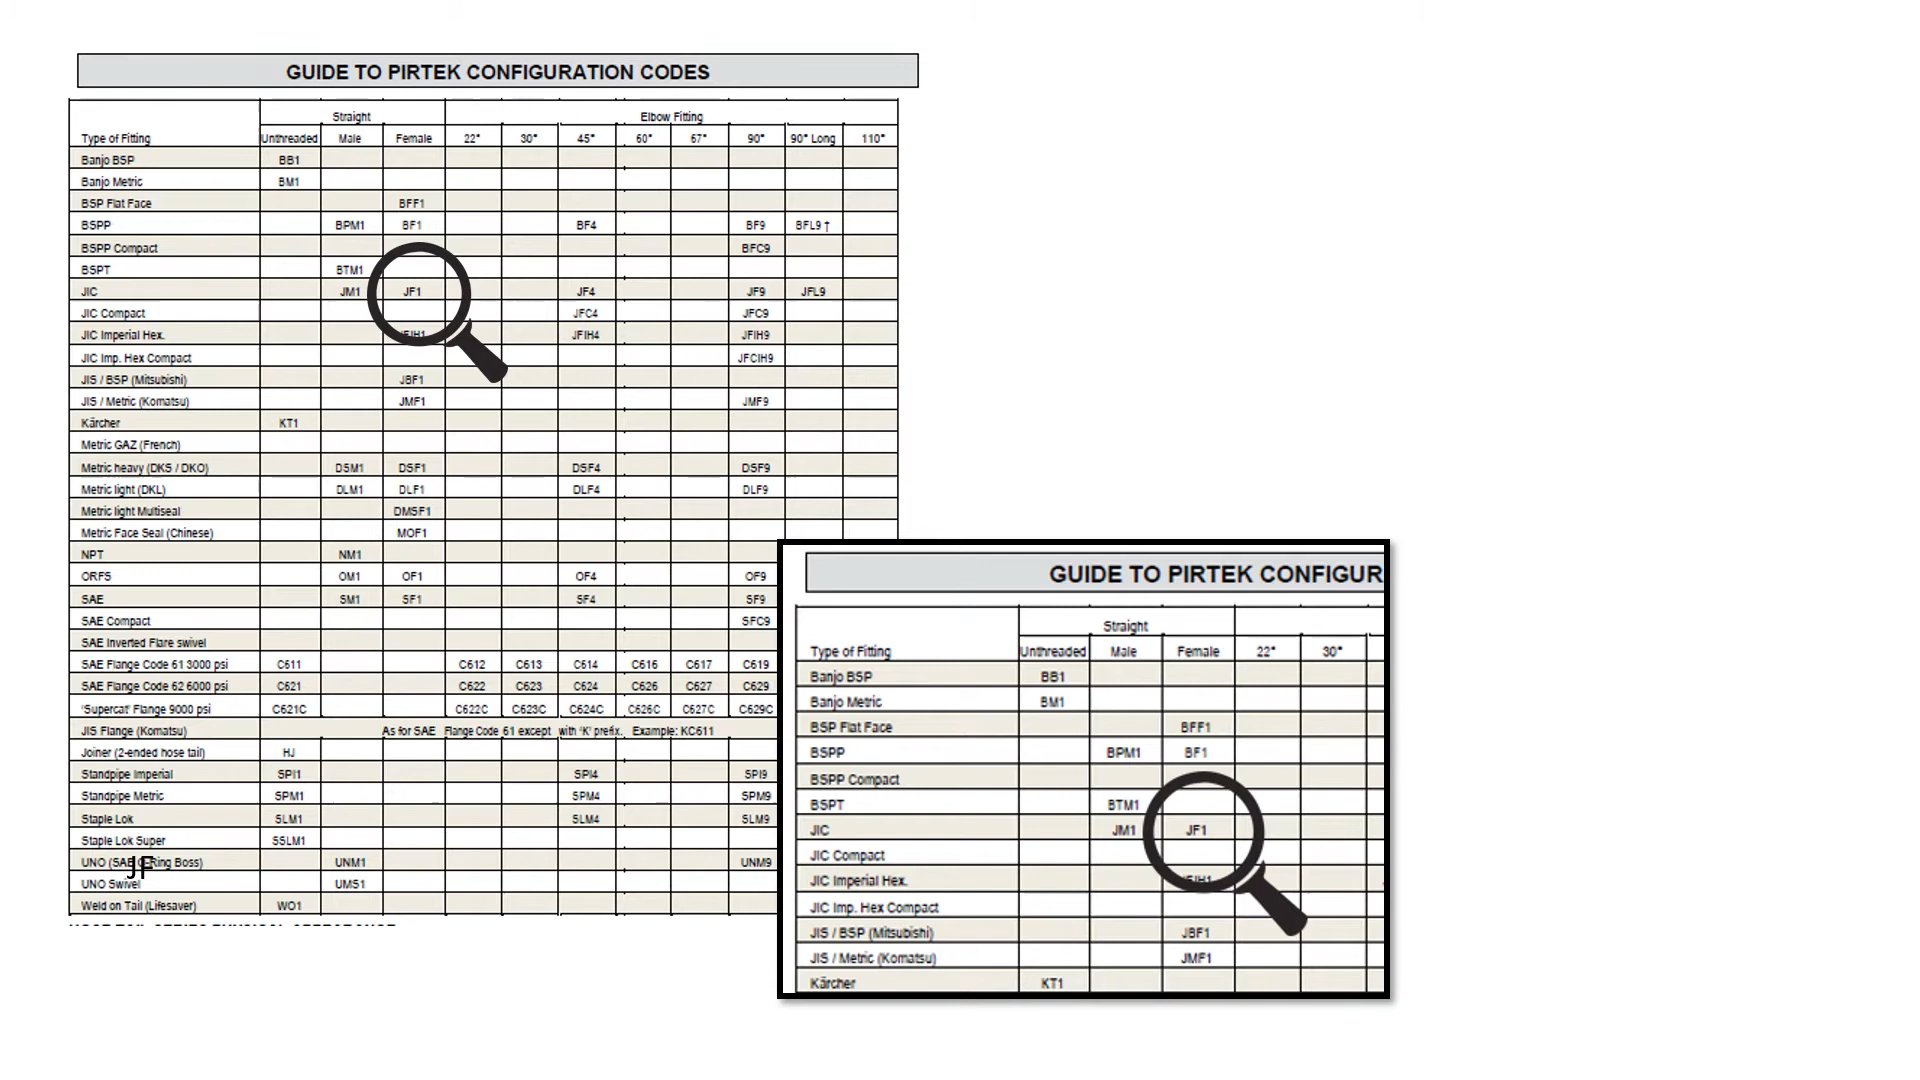 GUIDE TO PIRTEK CONFIGURATION CODES
Straight Elbow Fitting
Type of Fitting Unthreaded Male Female 22° 30° 45° 60° 67° 90° 90° Long 110°
Banjo BSP BB1
Banjo Metric BM1
BSP Flat Face BFF1
BSPP BPM1 BF1 BF4 BF9 BFL9 †
BSPP Compact BFC9
BSPT BTM1
JIC JM1 JF1 JF4 JF9 JFL9
JIC Compact JFC4 JFC9
JIC Imperial Hex. JFIH1 JFIH4 JFIH9
JIC Imp. Hex Compact JFCIH9
JIS / BSP (Mitsubishi) JBF1
JIS / Metric (Komatsu) JMF1 JMF9
Kärcher KT1
Metric GAZ (French)
Metric heavy (DKS / DKO) DSM1 DSF1 DSF4 DSF9
Metric light (DKL) DLM1 DLF1 DLF4 DLF9
Metric light Multiseal DMSF1
Metric Face Seal (Chinese) MOF1
NPT NM1
ORFS OM1 OF1 OF4 OF9
SAE SM1 SF1 SF4 SF9
SAE Compact SFC9
SAE Inverted Flare swivel
SAE Flange Code 61 3000 psi C611 C612 C613 C614 C616 C617 C619
SAE Flange Code 62 6000 psi C621 C622 C623 C624 C626 C627 C629
'Supercat' Flange 9000 psi C621C C622C C623C C624C C626C C627C C629C
JIS Flange (Komatsu) As for SAE Flange Code 61 except with 'K' prefix. Example: KC611
Joiner (2-ended hose tail) HJ
Standpipe Imperial SPI1 SPI4 SPI9
Standpipe Metric SPM1 SPM4 SPM9
Staple Lok SLM1 SLM4 SLM9
Staple Lok Super SSLM1
UNO (SAE O-Ring Boss) UNM1 UNM9
JF
UNO Swivel UMS1
Weld on Tail (Lifesaver) WO1
GUIDE TO PIRTEK CONFIGUR
Straight
Type of Fitting Unthreaded Male Female 22° 30°
Banjo BSP BB1
Banjo Metric BM1
BSP Flat Face BFF1
BSPP BPM1 BF1
BSPP Compact
BSPT BTM1
JIC JM1 JF1
JIC Compact
JIC Imperial Hex. JFIH1
JIC Imp. Hex Compact
JIS / BSP (Mitsubishi) JBF1
JIS / Metric (Komatsu) JMF1
Kärcher KT1